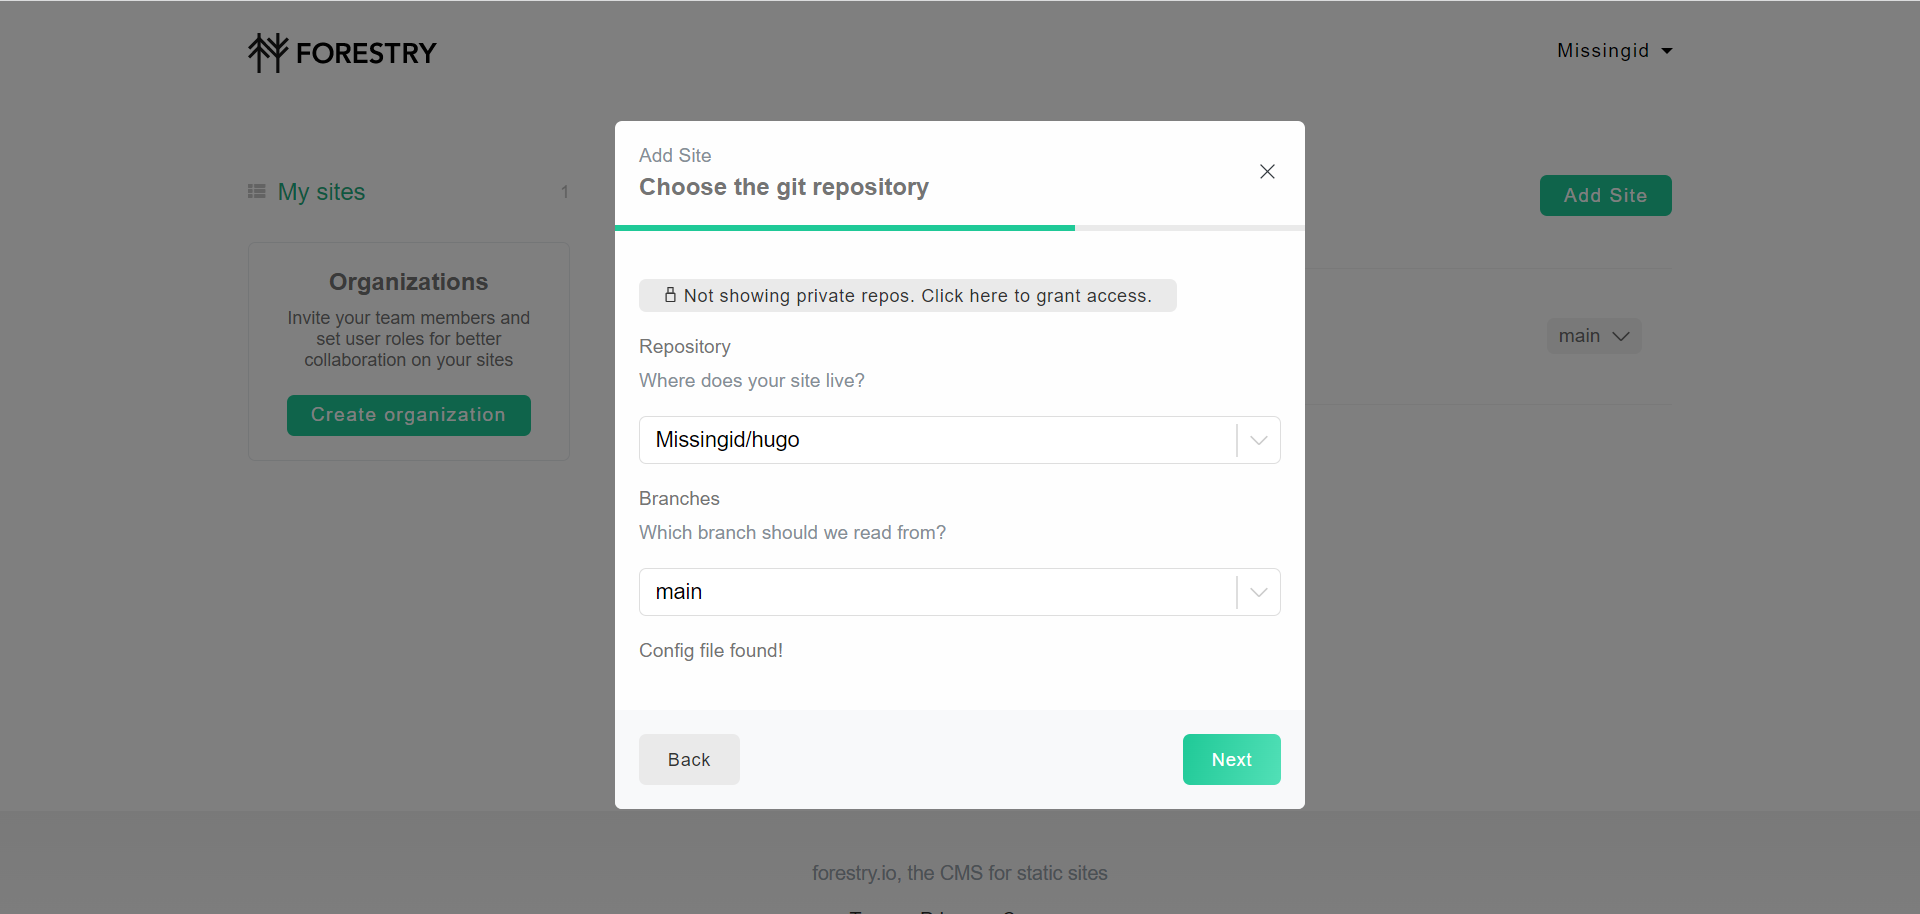 FORESTRY
Missingid
My sites
1
Add Site
Organizations
Invite your team members and
set user roles for better
collaboration on your sites
Create organization
main
Add Site
Choose the git repository
Not showing private repos. Click here to grant access.
Repository
Where does your site live?
Missingid/hugo
Branches
Which branch should we read from?
main
Config file found!
Back
Next
forestry.io, the CMS for static sites